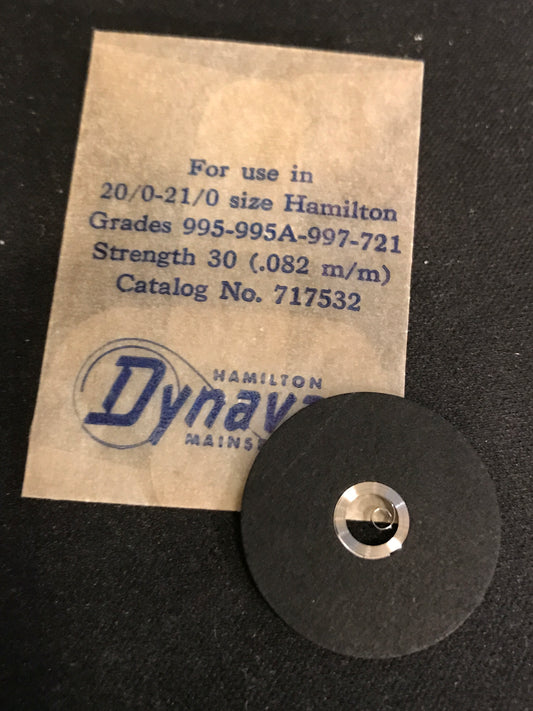 For use in
20/0-21/0 size Hamilton
Grades 995-995A-997-721
Strength 30 (.082 m/m)
Catalog No. 717532
HAMILTON